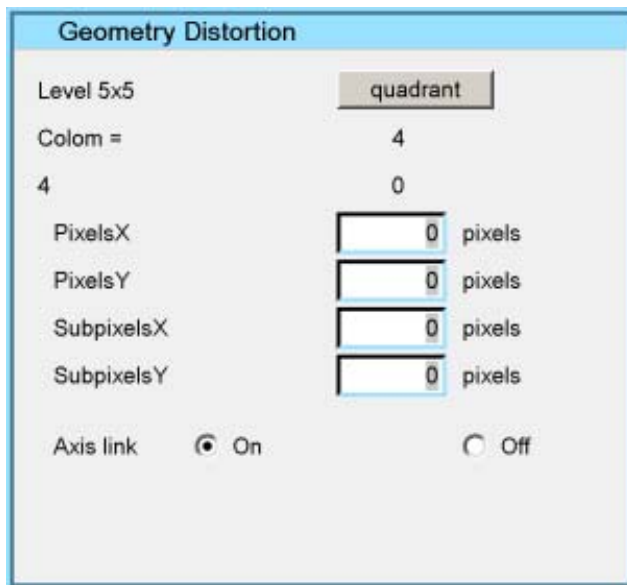 Geometry Distortion
Level 5x5 quadrant
Colom = 4
4 0
PixelsX 0 pixels
PixelsY 0 pixels
SubpixelsX 0 pixels
SubpixelsY 0 pixels
Axis link On Off